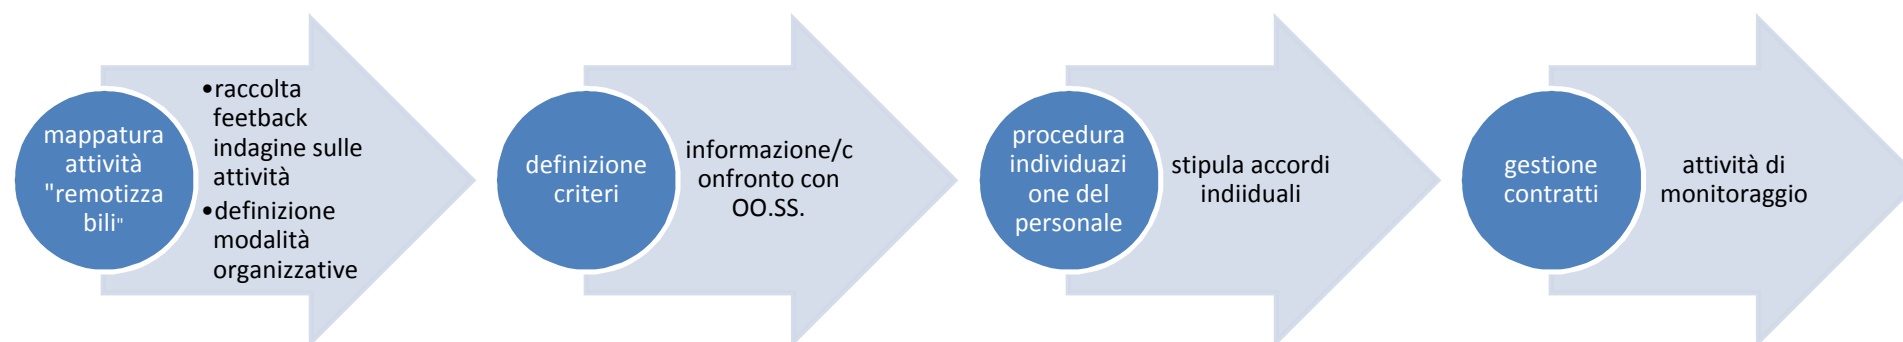 mappatura
attività
"remotizza
bili"
•raccolta
feetback
indagine sulle
attività
•definizione
modalità
organizzative
definizione
criteri
informazione/c
onfronto con
OO.SS.
procedura
individuazi
one del
personale
stipula accordi
indiiduali
gestione
contratti
attività di
monitoraggio